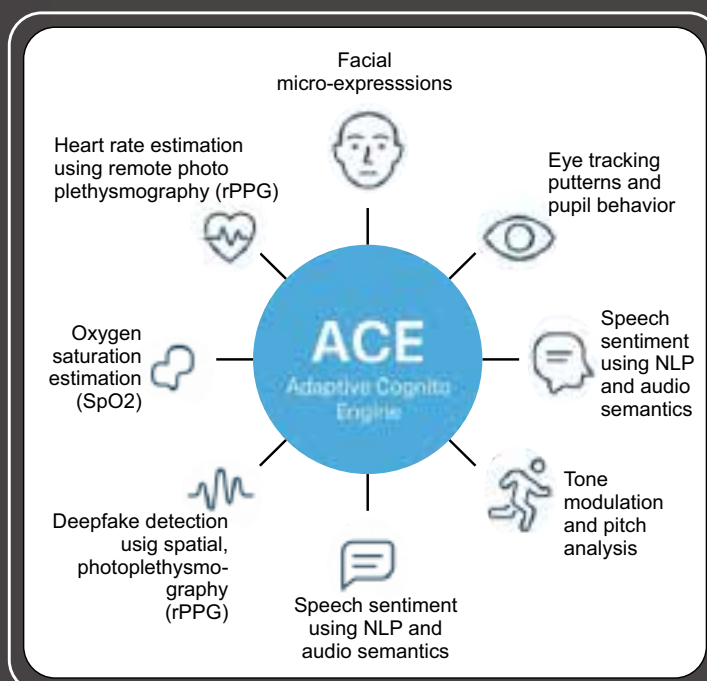 Facial
micro-expresssions
Heart rate estimation
using remote photo
plethysmography (rPPG)
Eye tracking
putterns and
pupil behavior
Oxygen
saturation
estimation
(SpO2)
ACE
Adaptive Cognito
Engine
Speech
sentiment
using NLP
and audio
semantics
Tone
modulation
and pitch
analysis
Deepfake detection
usig spatial,
photoplethysmo-
graphy
(rPPG)
Speech sentiment
using NLP and
audio semantics